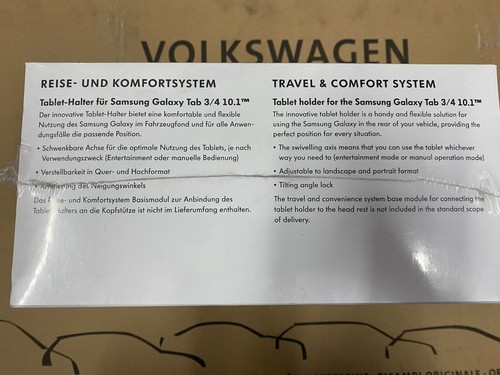 VOLKSWAGEN
REISE- UND KOMFORTSYSTEM
Tablet-Halter für Samsung Galaxy Tab 3/4 10.1™
Der innovative Tablet-Halter bietet eine komfortable und flexible
Nutzung des Samsung Galaxy im Fahrzeugfond und für alle Anwen-
dungsfälle die passende Position.
• Schwenkbare Achse für die optimale Nutzung des Tablets, je nach
Verwendungszweck (Entertainment oder manuelle Bedienung)
• Verstellbarkeit in Quer- und Hochformat
• Arretierung des Neigungswinkels
Das Reise- und Komfortsystem Basismodul zur Anbindung des
Tablet-Halters an die Kopfstütze ist nicht im Lieferumfang enthalten.
TRAVEL & COMFORT SYSTEM
Tablet holder for the Samsung Galaxy Tab 3/4 10.1™
The innovative tablet holder is a handy and flexible solution for
using the Samsung Galaxy in the rear of your vehicle, providing the
perfect position for every situation.
• The swivelling axis means that you can use the tablet whichever
way you need to (entertainment mode or manual operation mode)
• Adjustable to landscape and portrait format
• Tilting angle lock
The travel and convenience system base module for connecting the
tablet holder to the head rest is not included in the standard scope
of delivery.
RICAMBI ORIGINALI